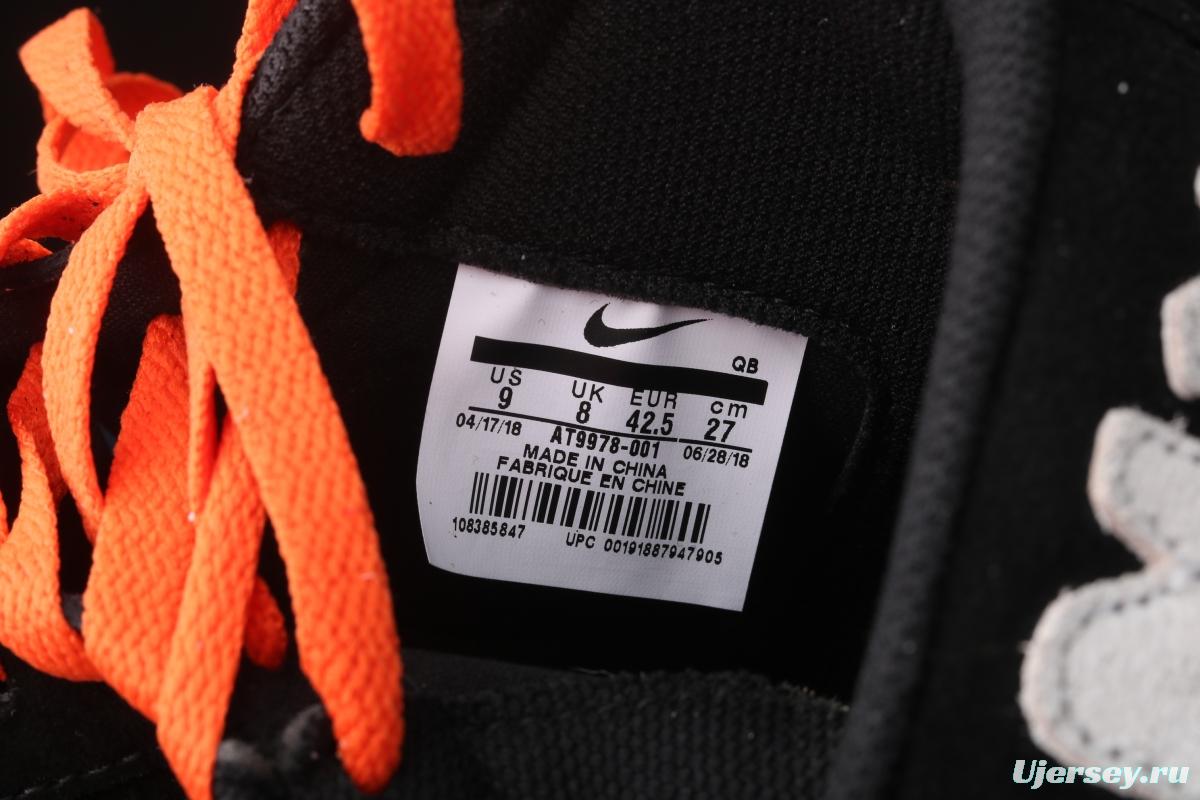 QB
US UK EUR cm
9 8 42.5 27
04/17/18 AT9978-001 06/28/18
MADE IN CHINA
FABRIQUE EN CHINE
108385847 UPC 00191887947905
Ujersey.ru